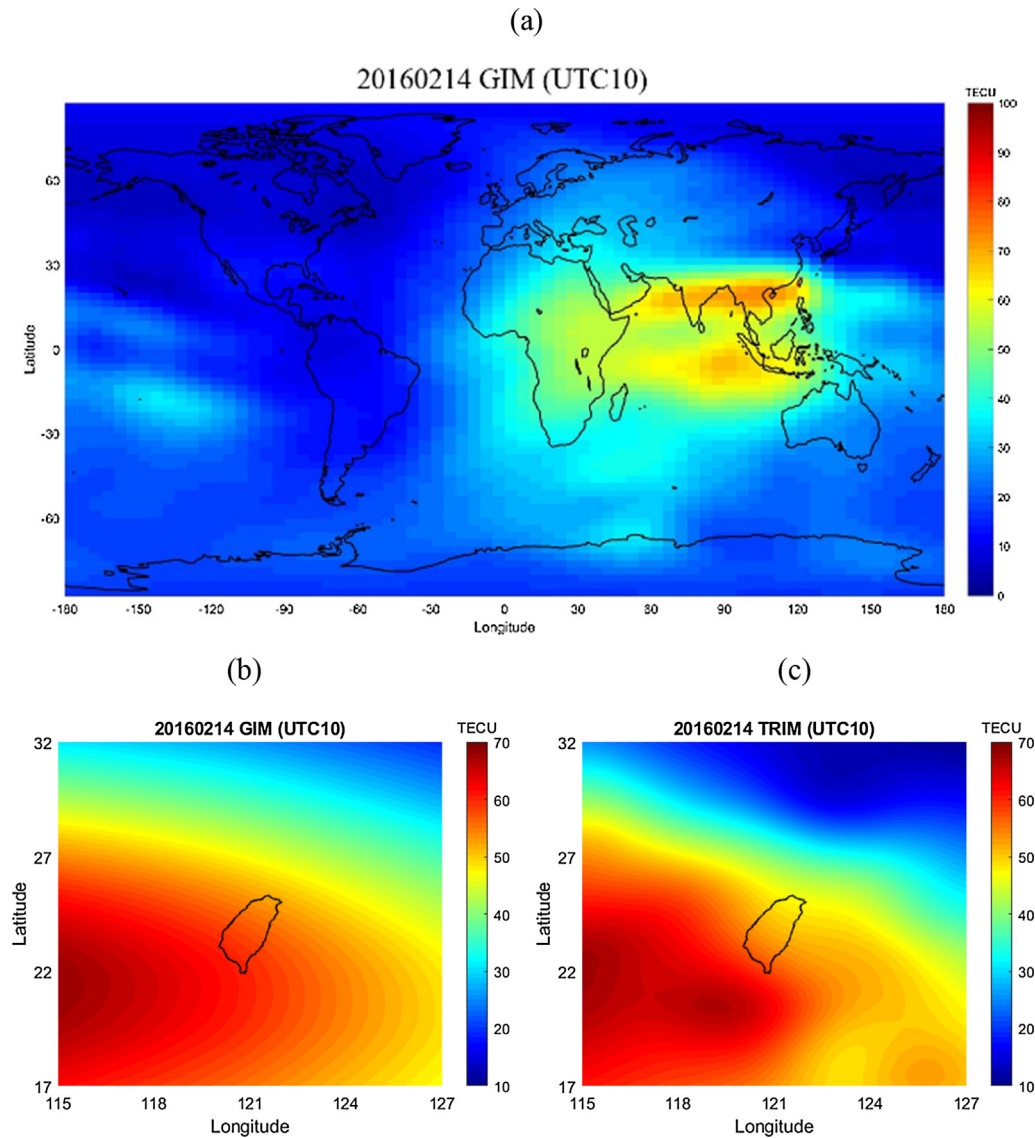 (a)
20160214 GIM (UTC10)
TECU
100
90
80
70
60
50
40
30
20
10
0
Latitude
60
30
0
-30
-60
-180 -150 -120 -90 -60 -30 0 30 60 90 120 150 180
Longitude
(b)
20160214 GIM (UTC10)
TECU
Latitude
32
27
22
17
115 118 121 124 127
Longitude
70
60
50
40
30
20
10
(c)
20160214 TRIM (UTC10)
TECU
Latitude
32
27
22
17
115 118 121 124 127
Longitude
70
60
50
40
30
20
10